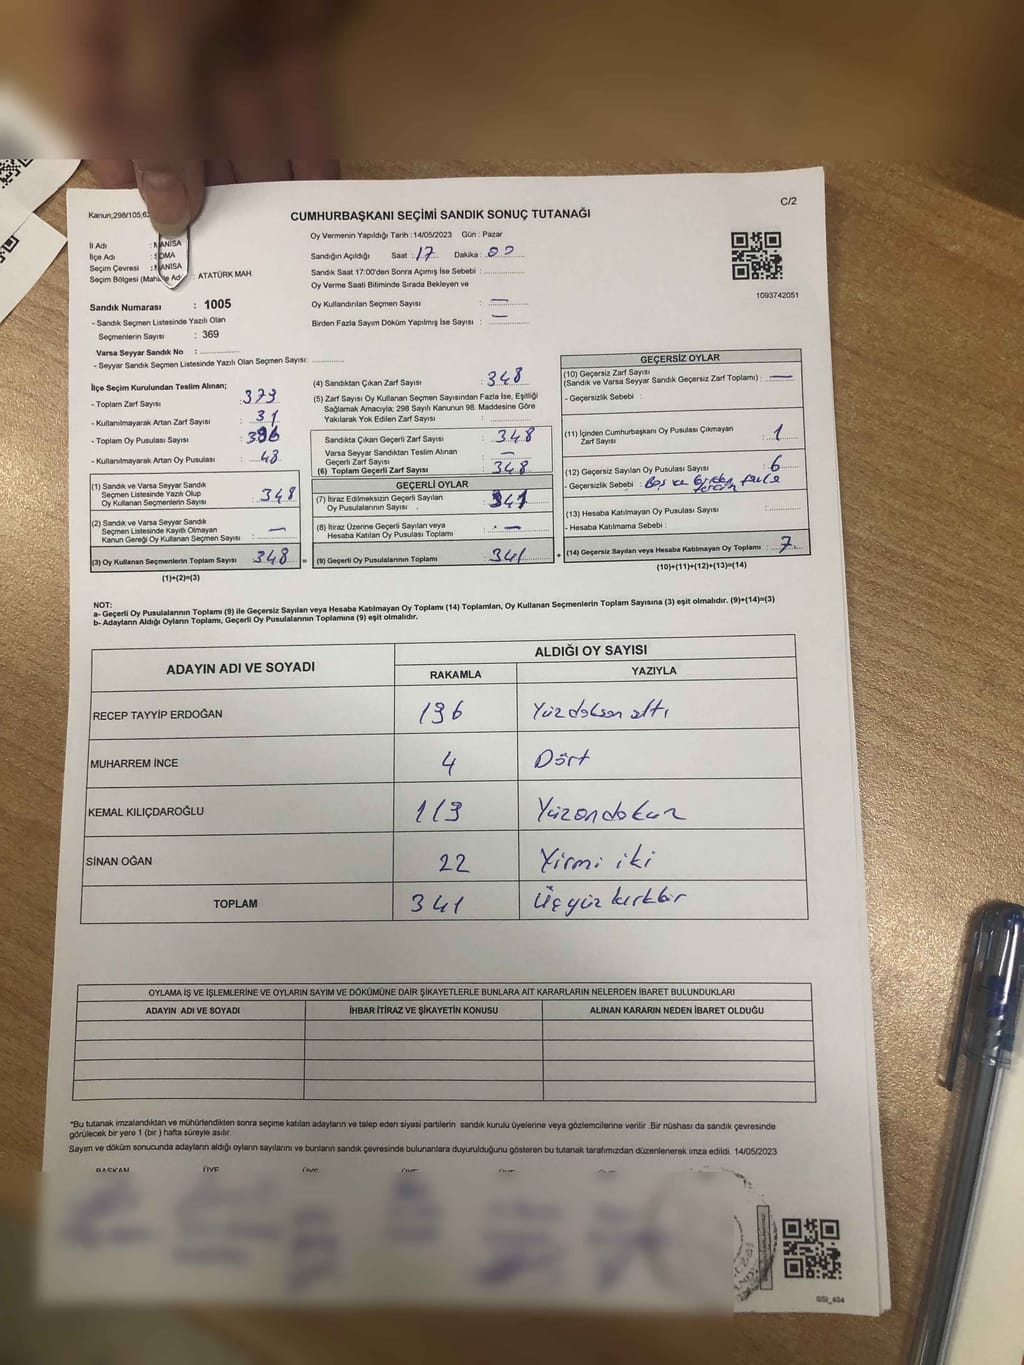 Kanun,298/105,6
CUMHURBAŞKANI SEÇİMİ SANDIK SONUÇ TUTANAĞI
C/2
İl Adı : MANİSA
İlçe Adı : SOMA
Seçim Çevresi : MANİSA
Seçim Bölgesi (Mahalle Adı) : ATATÜRK MAH.
Oy Vermenin Yapıldığı Tarih : 14/05/2023 Gün : Pazar
Sandığın Açıldığı Saat : 17 Dakika : 00
Sandık Saat 17:00'den Sonra Açımış İse Sebebi :
Oy Verme Saati Bitiminde Sırada Bekleyen ve
Oy Kullandırılan Seçmen Sayısı : —
Birden Fazla Sayım Döküm Yapılmış İse Sayısı : —
1093742051
Sandık Numarası : 1005
- Sandık Seçmen Listesinde Yazılı Olan
Seçmenlerin Sayısı : 369
Varsa Seyyar Sandık No :
- Seyyar Sandık Seçmen Listesinde Yazılı Olan Seçmen Sayısı:
İlçe Seçim Kurulundan Teslim Alınan;
- Toplam Zarf Sayısı : 379
- Kullanılmayarak Artan Zarf Sayısı : 31
- Toplam Oy Pusulası Sayısı : 396
- Kullanılmayarak Artan Oy Pusulası : 48
(1) Sandık ve Varsa Seyyar Sandık
Seçmen Listesinde Yazılı Olup
Oy Kullanan Seçmenlerin Sayısı : 348
(2) Sandık ve Varsa Seyyar Sandık
Seçmen Listesinde Kayıtlı Olmayan
Kanun Gereği Oy Kullanan Seçmen Sayısı : —
(3) Oy Kullanan Seçmenlerin Toplam Sayısı : 348
(1)+(2)=(3)
(4) Sandıktan Çıkan Zarf Sayısı : 348
(5) Zarf Sayısı Oy Kullanan Seçmen Sayısından Fazla İse, Eşitliği
Sağlamak Amacıyla; 298 Sayılı Kanunun 98. Maddesine Göre
Yakılarak Yok Edilen Zarf Sayısı :
Sandıkta Çıkan Geçerli Zarf Sayısı : 348
Varsa Seyyar Sandıktan Teslim Alınan
Geçerli Zarf Sayısı : —
(6) Toplam Geçerli Zarf Sayısı : 348
GEÇERLİ OYLAR
(7) İtiraz Edilmeksizin Geçerli Sayılan
Oy Pusulasının Sayısı : 341
(8) İtiraz Üzerine Geçerli Sayılan veya
Hesaba Katılan Oy Pusulası Toplamı : —
= (9) Geçerli Oy Pusulalarının Toplamı 341
GEÇERSİZ OYLAR
(10) Geçersiz Zarf Sayısı
(Sandık ve Varsa Seyyar Sandık Geçersiz Zarf Toplamı) : —
- Geçersizlik Sebebi :
(11) İçinden Cumhurbaşkanı Oy Pusulası Çıkmayan
Zarf Sayısı : 1
(12) Geçersiz Sayılan Oy Pusulası Sayısı : 6
- Geçersizlik Sebebi : Boş ve birden fazla
tercih
(13) Hesaba Katılmayan Oy Pusulası Sayısı :
- Hesaba Katılmama Sebebi :
+ (14) Geçersiz Sayılan veya Hesaba Katılmayan Oy Toplamı : 7
(10)+(11)+(12)+(13)=(14)
NOT:
a- Geçerli Oy Pusulalarının Toplamı (9) ile Geçersiz Sayılan veya Hesaba Katılmayan Oy Toplamı (14) Toplamları, Oy Kullanan Seçmenlerin Toplam Sayısına (3) eşit olmalıdır. (9)+(14)=(3)
b- Adayların Aldığı Oyların Toplamı, Geçerli Oy Pusulalarının Toplamına (9) eşit olmalıdır.
ADAYIN ADI VE SOYADI
ALDIĞI OY SAYISI
RAKAMLA YAZIYLA
RECEP TAYYİP ERDOĞAN 196 Yüzdoksan altı
MUHARREM İNCE 4 Dört
KEMAL KILIÇDAROĞLU 119 Yüzondokuz
SİNAN OĞAN 22 Yirmi iki
TOPLAM 341 Üçyüz kırkbir
OYLAMA İŞ VE İŞLEMLERİNE VE OYLARIN SAYIM VE DÖKÜMÜNE DAİR ŞİKAYETLERLE BUNLARA AİT KARARLARIN NELERDEN İBARET BULUNDUKLARI
ADAYIN ADI VE SOYADI İHBAR İTİRAZ VE ŞİKAYETİN KONUSU ALINAN KARARIN NEDEN İBARET OLDUĞU
*Bu tutanak imzalandıktan ve mühürlendikten sonra seçime katılan adayların ve talep eden siyasi partilerin sandık kurulu üyelerine veya gözlemcilerine verilir .Bir nüshası da sandık çevresinde
görülecek bir yere 1 (bir ) hafta süreyle asılır.
Sayım ve döküm sonucunda adayların aldığı oyların sayılarını ve bunların sandık çevresinde bulunanlara duyurulduğunu gösteren bu tutanak tarafımızdan düzenlenerek imza edildi. 14/05/2023
BAŞKAN ÜYE ÜYE ÜYE ÜYE ÜYE
SSI_404